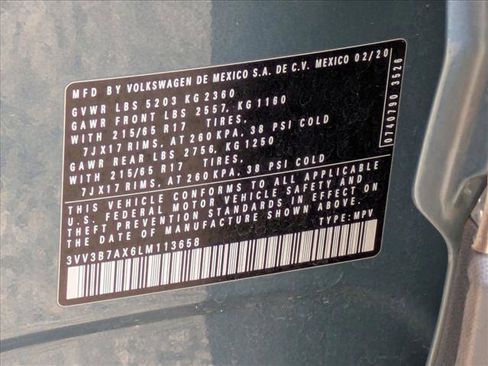 MFD BY VOLKSWAGEN DE MEXICO S.A. DE C.V. MEXICO 02/20
GVWR LBS 5203 KG 2360
GAWR FRONT LBS 2557, KG 1160
WITH 215/65 R17 TIRES,
7JX17 RIMS, AT 260 KPA, 38 PSI COLD
GAWR REAR LBS 2756, KG 1250
WITH 215/65 R17 TIRES,
7JX17 RIMS, AT 260 KPA, 38 PSI COLD
THIS VEHICLE CONFORMS TO ALL APPLICABLE
U.S. FEDERAL MOTOR VEHICLE SAFETY AND
THEFT PREVENTION STANDARDS IN EFFECT ON
DATE OF MANUFACTURE SHOWN ABOVE.
3VV3B7AX6LM113658 TYPE: MPV
0740790 3526